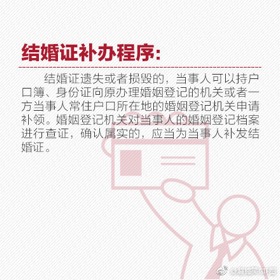 结婚证补办程序:
结婚证遗失或者损毁的，当事人可以持户
口簿、身份证向原办理婚姻登记的机关或者一
方当事人常住户口所在地的婚姻登记机关申请
补领。婚姻登记机关对当事人的婚姻登记档案
进行查证，确认属实的，应当为当事人补发结
婚证。